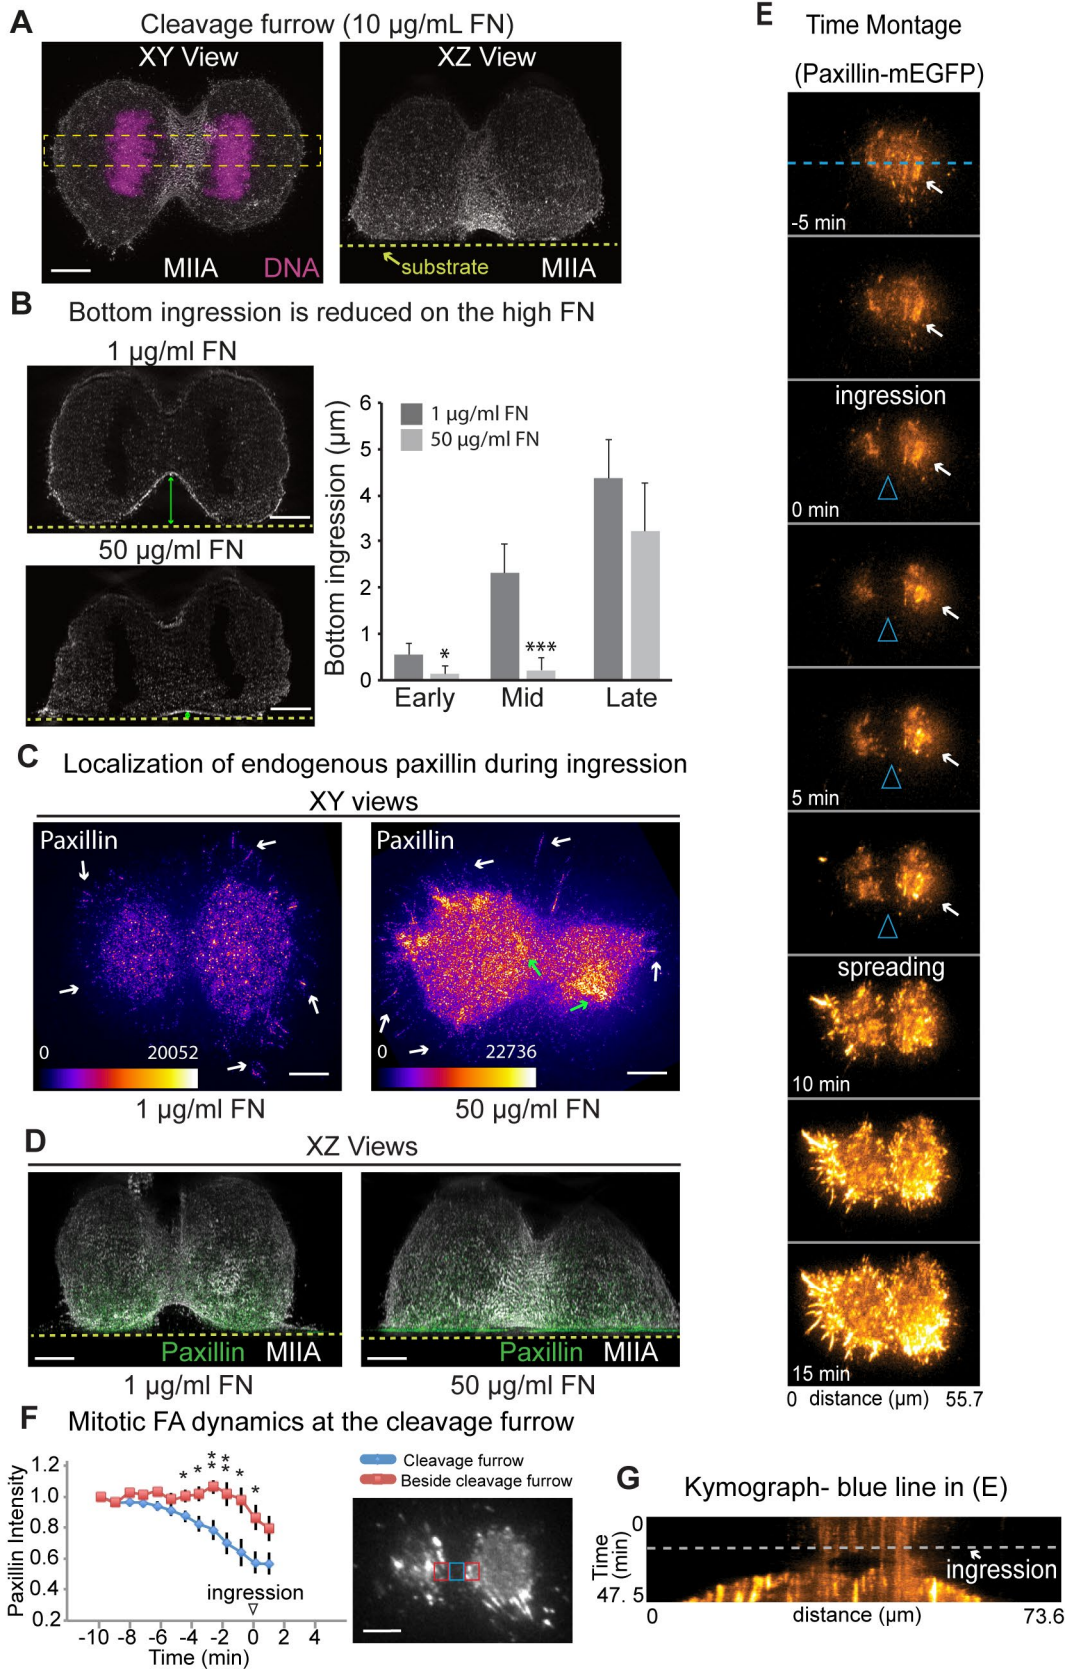 A
Cleavage furrow (10 µg/mL FN)
XY View
XZ View
MIIA
DNA
substrate
MIIA
B
Bottom ingression is reduced on the high FN
1 µg/ml FN
50 µg/ml FN
Bottom ingression (µm)
6
5
4
3
2
1
0
1 µg/ml FN
50 µg/ml FN
*
***
Early
Mid
Late
C
Localization of endogenous paxillin during ingression
XY views
Paxillin
0
20052
1 µg/ml FN
Paxillin
0
22736
50 µg/ml FN
D
XZ Views
Paxillin MIIA
1 µg/ml FN
Paxillin MIIA
50 µg/ml FN
E
Time Montage
(Paxillin-mEGFP)
-5 min
ingression
0 min
5 min
spreading
10 min
15 min
0 distance (µm) 55.7
F
Mitotic FA dynamics at the cleavage furrow
Paxillin Intensity
1.2
1.0
0.8
0.6
0.4
0.2
* * ** ** * *
ingression
-10 -8 -6 -4 -2 0 2 4
Time (min)
Cleavage furrow
Beside cleavage furrow
G
Kymograph- blue line in (E)
Time
(min)
0
47. 5
ingression
0
distance (µm)
73.6